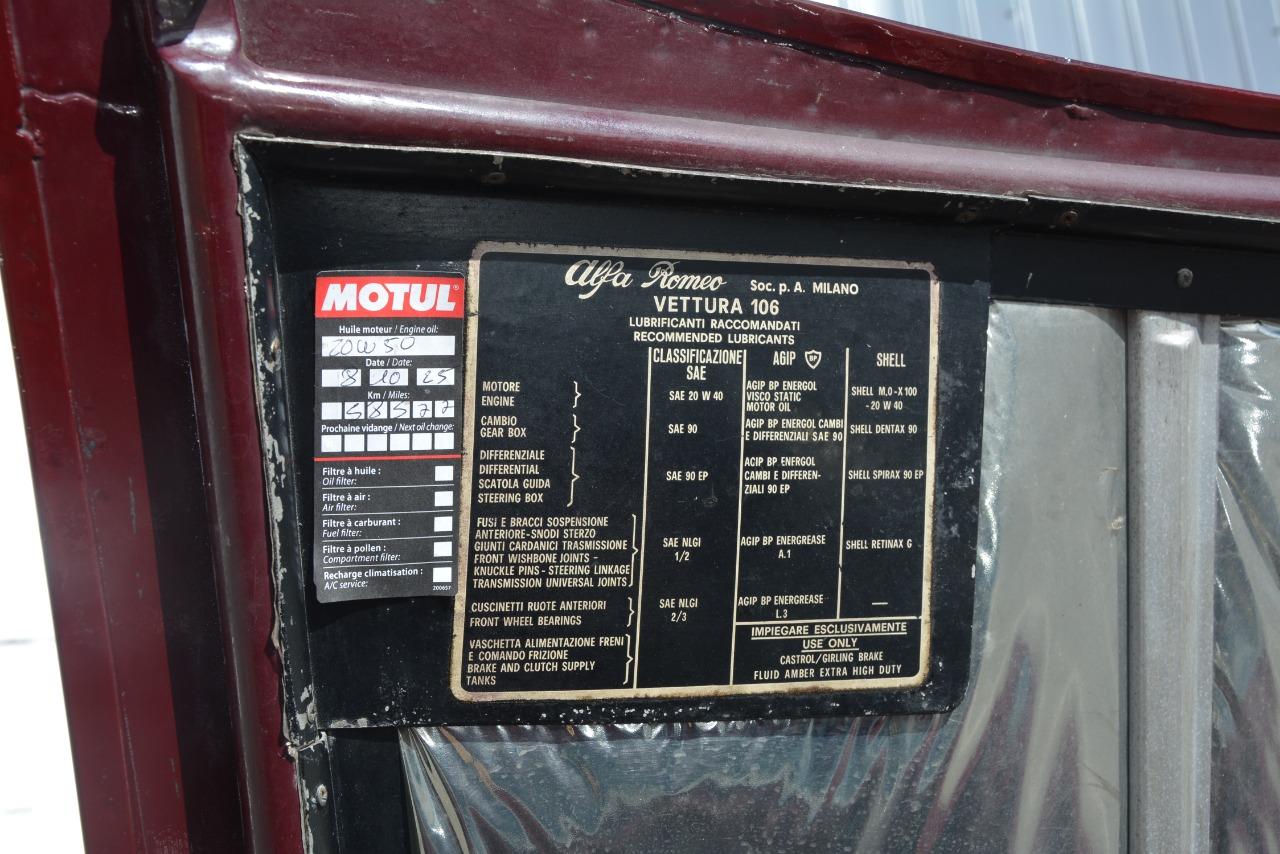 MOTUL®
Huile moteur / Engine oil:
20W50
Date / Date:
8 10 25
Km / Miles:
58577
Prochaine vidange / Next oil change:
Filtre à huile :
Oil filter:
Filtre à air :
Air filter:
Filtre à carburant :
Fuel filter:
Filtre à pollen :
Compartment filter:
Recharge climatisation :
A/C service:
200657
Alfa Romeo Soc. p. A. MILANO
VETTURA 106
LUBRIFICANTI RACCOMANDATI
RECOMMENDED LUBRICANTS
CLASSIFICAZIONE
SAE
AGIP BP
SHELL
MOTORE
ENGINE
SAE 20 W 40
AGIP BP ENERGOL
VISCO STATIC
MOTOR OIL
SHELL M.O-X 100
- 20 W 40
CAMBIO
GEAR BOX
SAE 90
AGIP BP ENERGOL CAMBI
E DIFFERENZIALI SAE 90
SHELL DENTAX 90
DIFFERENZIALE
DIFFERENTIAL
SCATOLA GUIDA
STEERING BOX
SAE 90 EP
AGIP BP ENERGOL
CAMBI E DIFFEREN-
ZIALI 90 EP
SHELL SPIRAX 90 EP
FUSI E BRACCI SOSPENSIONE
ANTERIORE-SNODI STERZO
GIUNTI CARDANICI TRASMISSIONE
FRONT WISHBONE JOINTS -
KNUCKLE PINS - STEERING LINKAGE
TRANSMISSION UNIVERSAL JOINTS
SAE NLGI
1/2
AGIP BP ENERGREASE
A.1
SHELL RETINAX G
CUSCINETTI RUOTE ANTERIORI
FRONT WHEEL BEARINGS
SAE NLGI
2/3
AGIP BP ENERGREASE
L.3
—
VASCHETTA ALIMENTAZIONE FRENI
E COMANDO FRIZIONE
BRAKE AND CLUTCH SUPPLY
TANKS
IMPIEGARE ESCLUSIVAMENTE
USE ONLY
CASTROL/GIRLING BRAKE
FLUID AMBER EXTRA HIGH DUTY